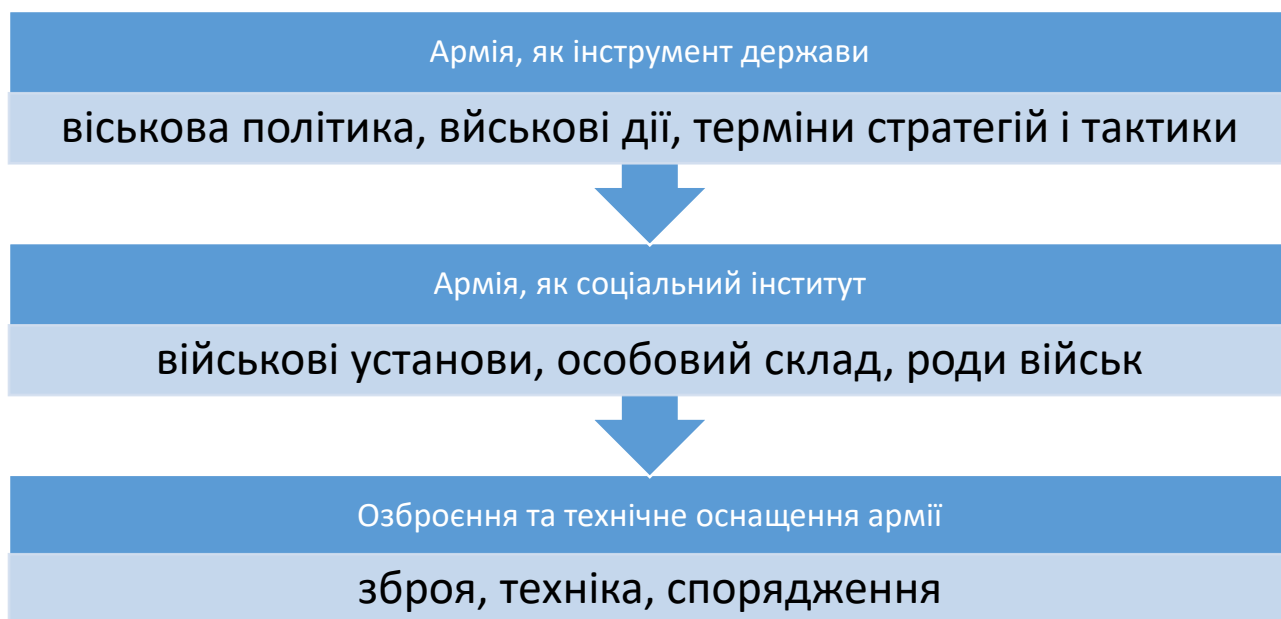 Армія, як інструмент держави
віськова політика, вйськові дії, терміни стратегій і тактики
Армія, як соціальний інститут
військові установи, особовий склад, роди військ
Озброєння та технічне оснащення армії
зброя, техніка, спорядження